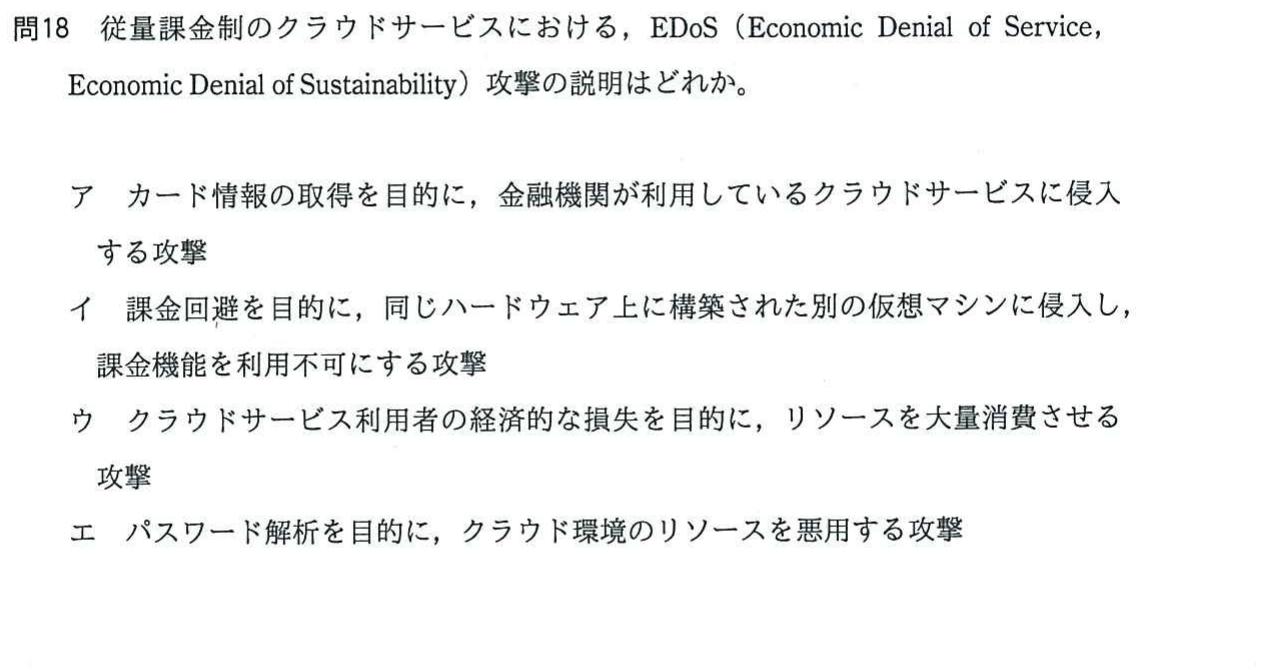 問18 従量課金制のクラウドサービスにおける，EDoS（Economic Denial of Service，
Economic Denial of Sustainability）攻撃の説明はどれか。
ア カード情報の取得を目的に，金融機関が利用しているクラウドサービスに侵入
する攻撃
イ 課金回避を目的に，同じハードウェア上に構築された別の仮想マシンに侵入し，
課金機能を利用不可にする攻撃
ウ クラウドサービス利用者の経済的な損失を目的に，リソースを大量消費させる
攻撃
エ パスワード解析を目的に，クラウド環境のリソースを悪用する攻撃